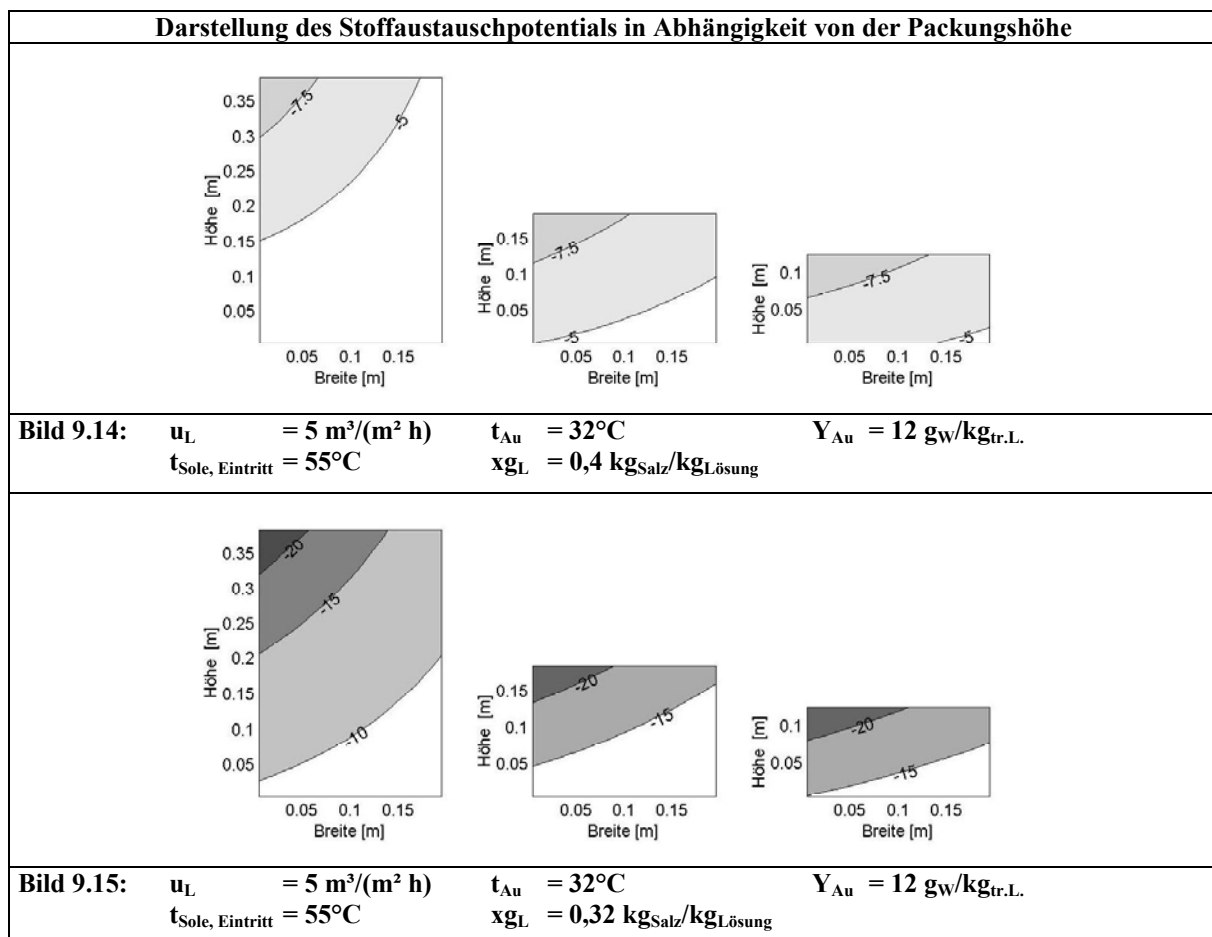 Darstellung des Stoffaustauschpotentials in Abhängigkeit von der Packungshöhe
0.35
0.3
0.25
0.2
0.15
0.1
0.05
Höhe [m]
-7.5
-5
0.05 0.1 0.15
Breite [m]
0.15
0.1
0.05
Höhe [m]
-7.5
-5
0.05 0.1 0.15
Breite [m]
0.1
0.05
Höhe [m]
-7.5
-5
0.05 0.1 0.15
Breite [m]
Bild 9.14: u_L = 5 m³/(m² h) t_Au = 32°C Y_Au = 12 g_W/kg_tr.L.
t_Sole, Eintritt = 55°C xg_L = 0,4 kg_Salz/kg_Lösung
0.35
0.3
0.25
0.2
0.15
0.1
0.05
Höhe [m]
-20
-15
-10
0.05 0.1 0.15
Breite [m]
0.15
0.1
0.05
Höhe [m]
-20
-15
0.05 0.1 0.15
Breite [m]
0.1
0.05
Höhe [m]
-20
-15
0.05 0.1 0.15
Breite [m]
Bild 9.15: u_L = 5 m³/(m² h) t_Au = 32°C Y_Au = 12 g_W/kg_tr.L.
t_Sole, Eintritt = 55°C xg_L = 0,32 kg_Salz/kg_Lösung